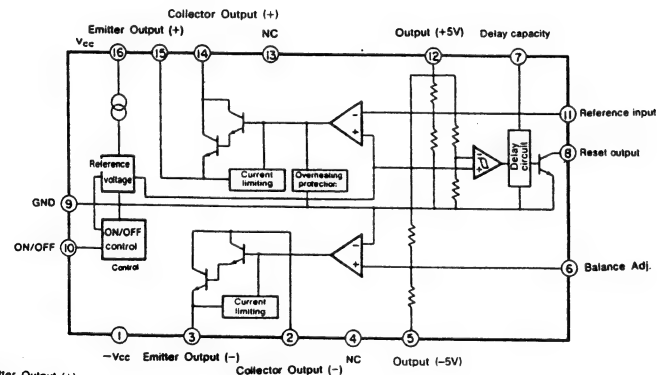 Collector Output (+)
Emitter Output (+)
NC
Output (+5V)
Delay capacity
Vcc
16
15
14
13
12
7
11
Reference input
8
Reset output
Reference
voltage
Current
limiting
Overheating
protection
Delay
circuit
GND
9
ON/OFF
10
ON/OFF
control
Control
6
Balance Adj.
Current
limiting
1
3
2
4
5
−Vcc
Emitter Output (−)
NC
Output (−5V)
Collector Output (−)
Output (+)